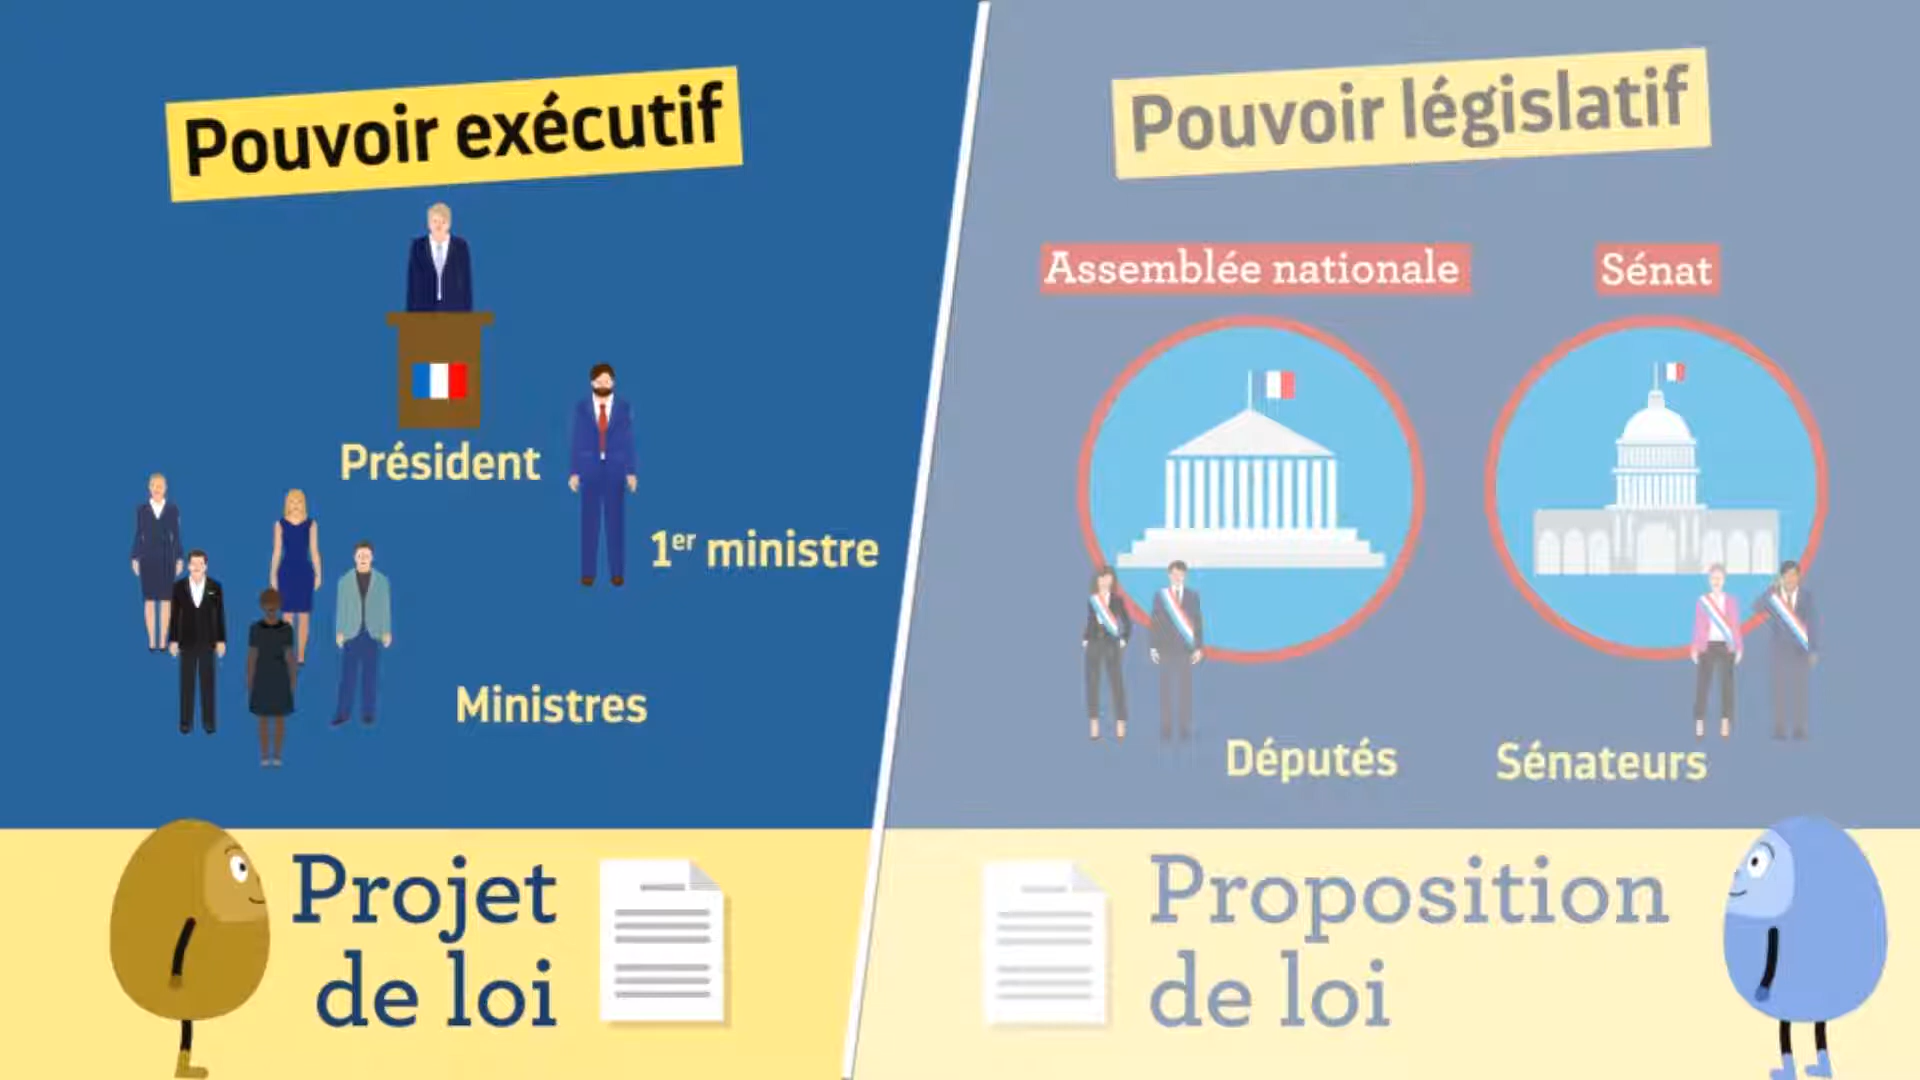 Pouvoir exécutif
Président
1er ministre
Ministres
Projet
de loi
Pouvoir législatif
Assemblée nationale
Sénat
Députés
Sénateurs
Proposition
de loi